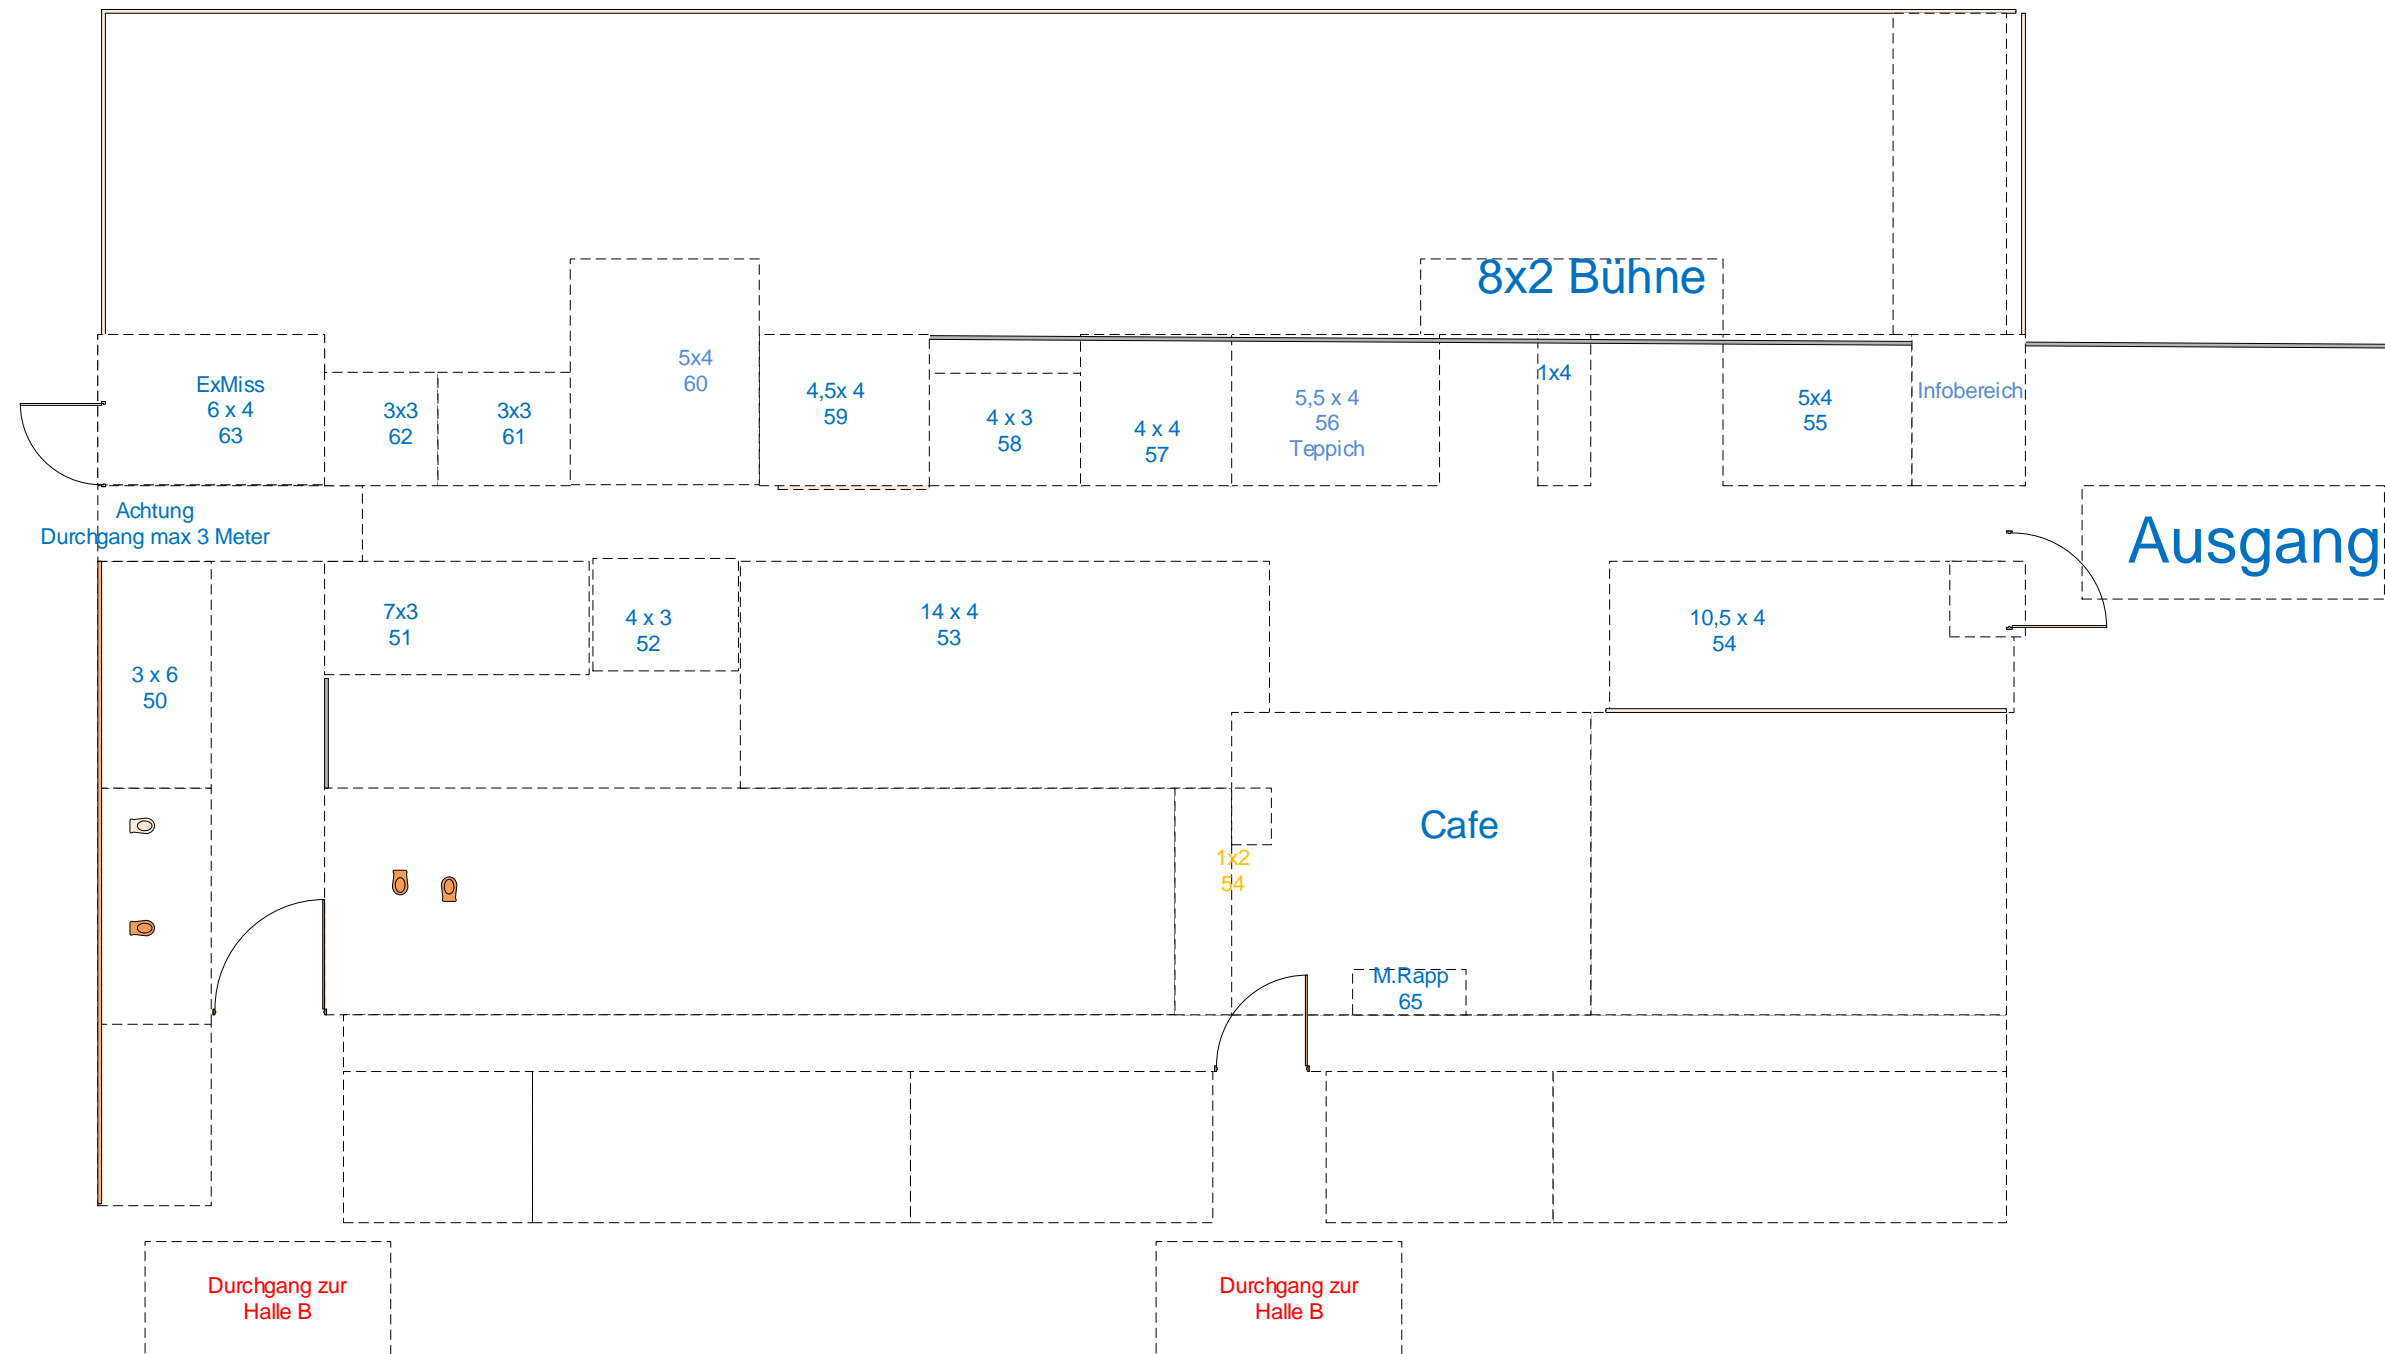 8x2 Bühne
ExMiss
6 x 4
63
3x3
62
3x3
61
5x4
60
4,5x 4
59
4 x 3
58
4 x 4
57
5,5 x 4
56
Teppich
1x4
5x4
55
Infobereich
Achtung
Durchgang max 3 Meter
Ausgang
3 x 6
50
7x3
51
4 x 3
52
14 x 4
53
10,5 x 4
54
Cafe
1x2
54
M.Rapp
65
Durchgang zur
Halle B
Durchgang zur
Halle B